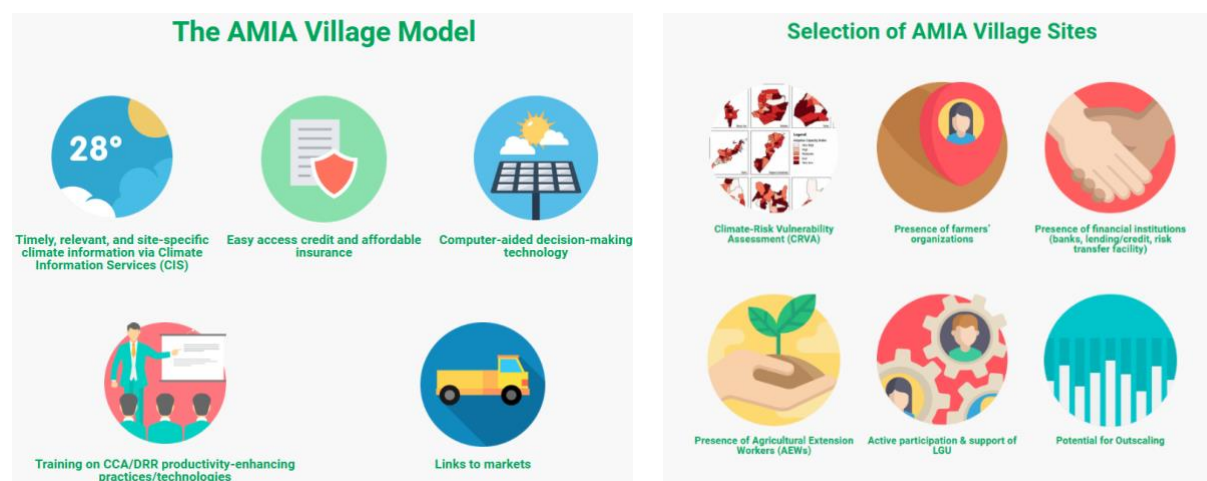 The AMIA Village Model
28°
Timely, relevant, and site-specific
climate information via Climate
Information Services (CIS)
Easy access credit and affordable
insurance
Computer-aided decision-making
technology
Training on CCA/DRR productivity-enhancing
practices/technologies
Links to markets
Selection of AMIA Village Sites
Climate-Risk Vulnerability
Assessment (CRVA)
Presence of farmers'
organizations
Presence of financial institutions
(banks, lending/credit, risk
transfer facility)
Presence of Agricultural Extension
Workers (AEWs)
Active participation & support of
LGU
Potential for Outscaling